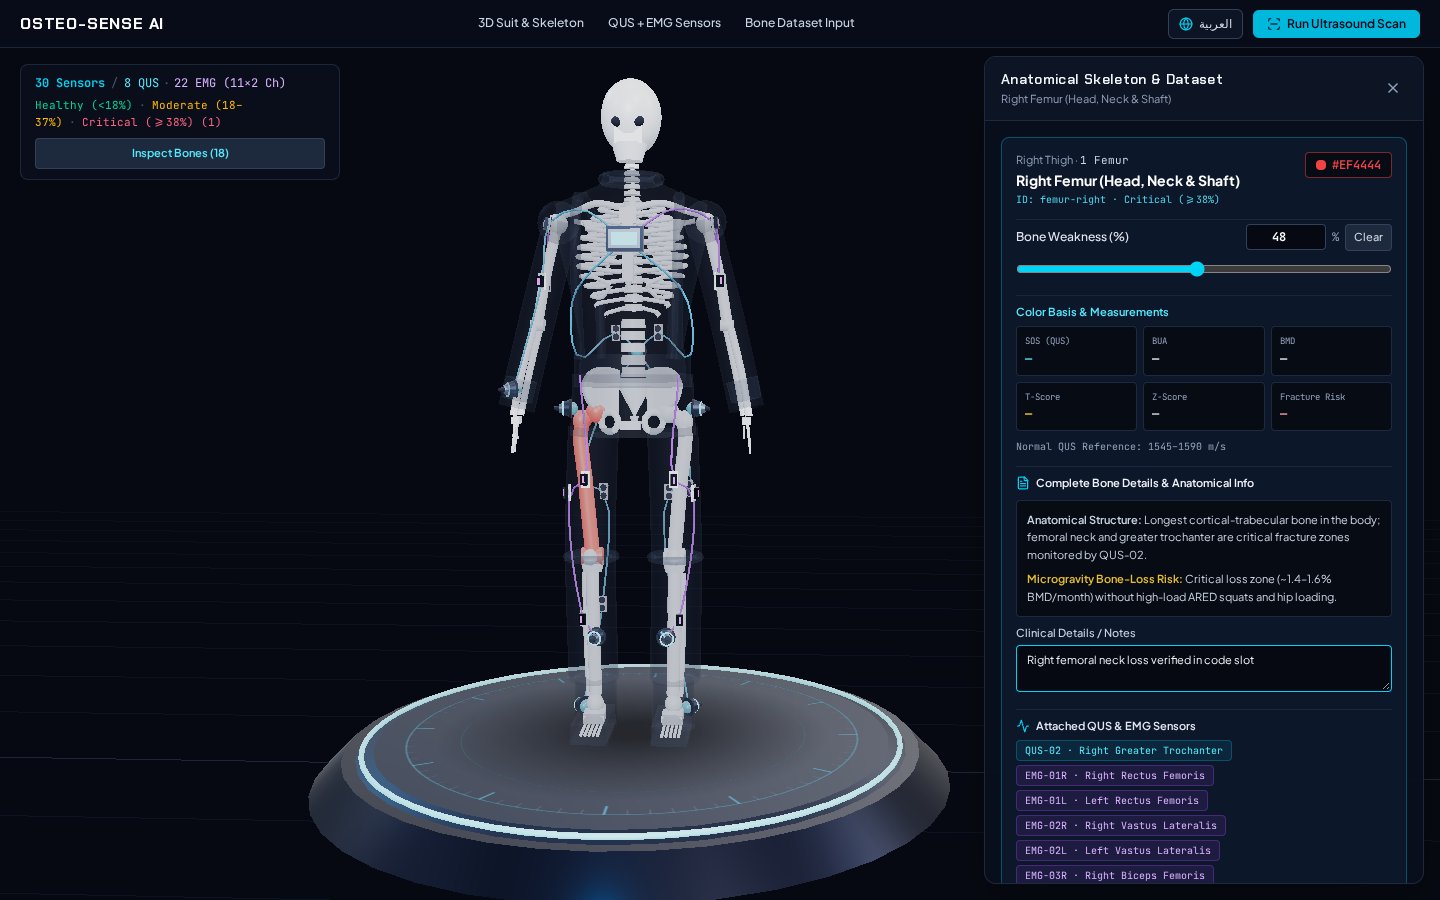 OSTEO-SENSE AI
3D Suit & Skeleton
QUS + EMG Sensors
Bone Dataset Input
العربية
Run Ultrasound Scan
30 Sensors / 8 QUS · 22 EMG (11×2 Ch)
Healthy (<18%) · Moderate (18–
37%) · Critical (≥38%) (1)
Inspect Bones (18)
Anatomical Skeleton & Dataset
Right Femur (Head, Neck & Shaft)
Right Thigh · 1 Femur
#EF4444
Right Femur (Head, Neck & Shaft)
ID: femur-right · Critical (≥38%)
Bone Weakness (%)
48
%
Clear
Color Basis & Measurements
SOS (QUS)
—
BUA
—
BMD
—
T-Score
—
Z-Score
—
Fracture Risk
—
Normal QUS Reference: 1545–1590 m/s
Complete Bone Details & Anatomical Info
Anatomical Structure: Longest cortical-trabecular bone in the body;
femoral neck and greater trochanter are critical fracture zones
monitored by QUS-02.
Microgravity Bone-Loss Risk: Critical loss zone (~1.4–1.6%
BMD/month) without high-load ARED squats and hip loading.
Clinical Details / Notes
Right femoral neck loss verified in code slot
Attached QUS & EMG Sensors
QUS-02 · Right Greater Trochanter
EMG-01R · Right Rectus Femoris
EMG-01L · Left Rectus Femoris
EMG-02R · Right Vastus Lateralis
EMG-02L · Left Vastus Lateralis
EMG-03R · Right Biceps Femoris